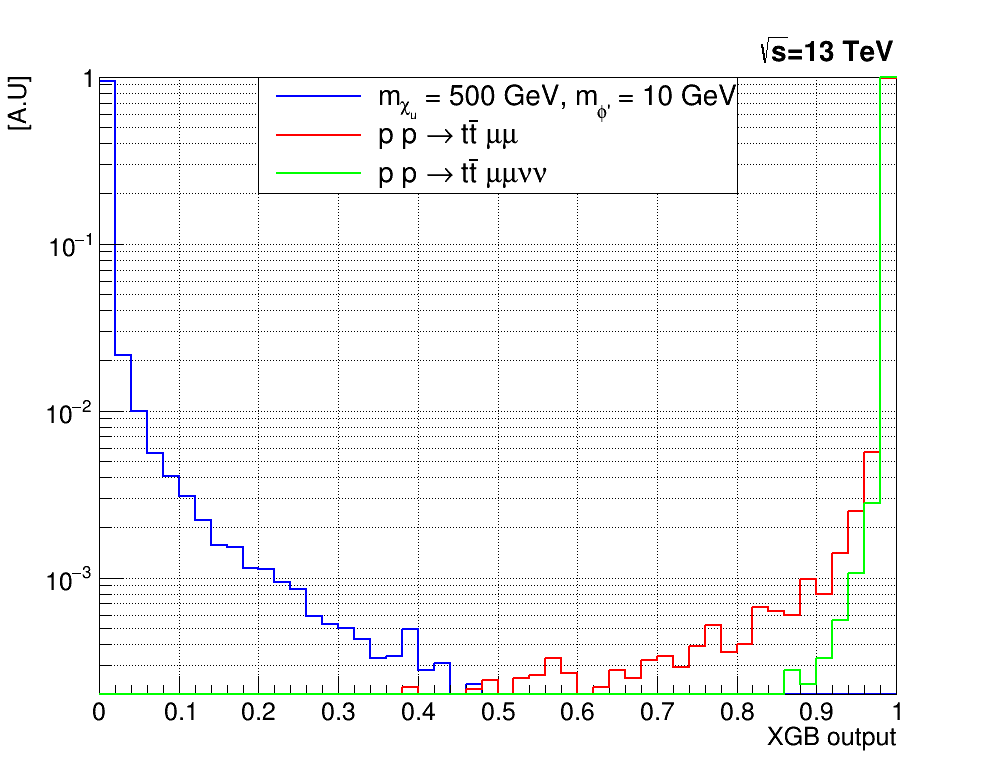 √s=13 TeV
[A.U]
m_χ_u = 500 GeV, m_ϕ' = 10 GeV
p p → tt̄ μμ
p p → tt̄ μμνν
1
10⁻¹
10⁻²
10⁻³
0 0.1 0.2 0.3 0.4 0.5 0.6 0.7 0.8 0.9 1
XGB output